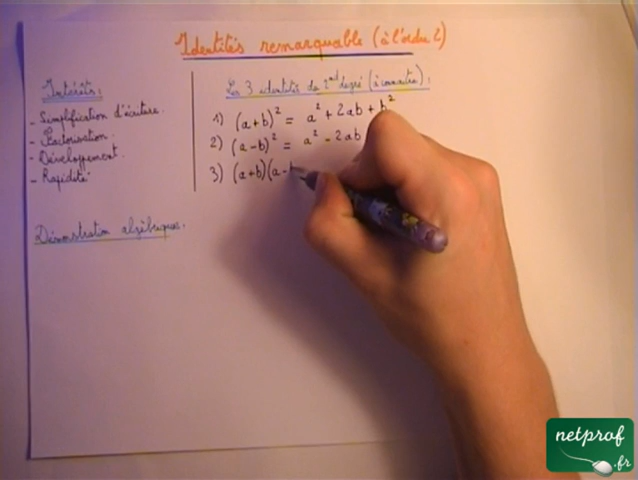 Identités remarquable (à l'ordre 2)
Intérêts:
- Simplification d'écriture.
- Factorisation.
- Développement.
- Rapidité
Les 3 identités du 2nd degré (à connaître):
1) (a+b)² = a² + 2ab + b²
2) (a-b)² = a² - 2ab
3) (a+b)(a-b
Démonstration algébriques:
netprof
.fr